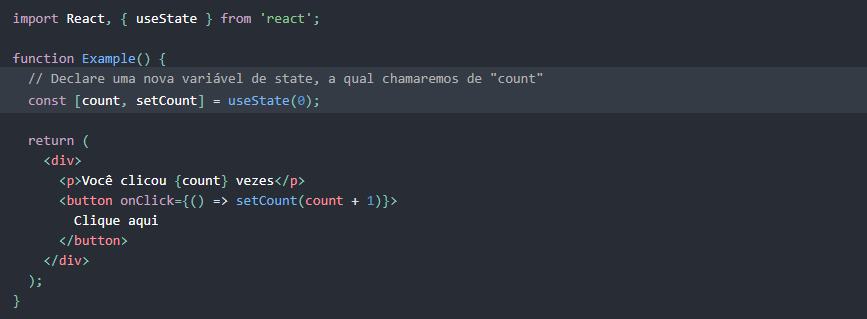 import React, { useState } from 'react';
function Example() {
// Declare uma nova variável de state, a qual chamaremos de "count"
const [count, setCount] = useState(0);
return (
<div>
<p>Você clicou {count} vezes</p>
<button onClick={() => setCount(count + 1)}>
Clique aqui
</button>
</div>
);
}